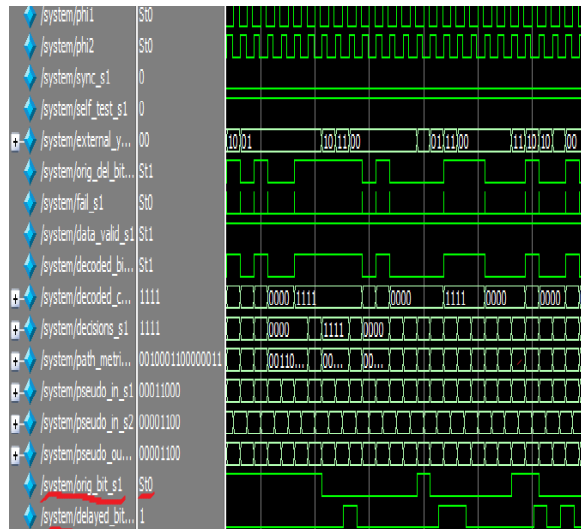 /system/phi1 St0
/system/phi2 St0
/system/sync_s1 0
/system/self_test_s1 0
/system/external_y... 00 10 01 10 11 00 01 11 00 11 10 10 00
/system/orig_del_bit... St1
/system/fail_s1 St0
/system/data_valid_s1 St1
/system/decoded_bi... St1
/system/decoded_c... 1111 0000 1111 0000 1111 0000 0000
/system/decisions_s1 1111 0000 1111 0000
/system/path_metri... 0010001100000011 00110... 00... 00...
/system/pseudo_in_s1 00011000
/system/pseudo_in_s2 00001100
/system/pseudo_ou... 00001100
/system/orig_bit_s1 St0
/system/delayed_bit... 1